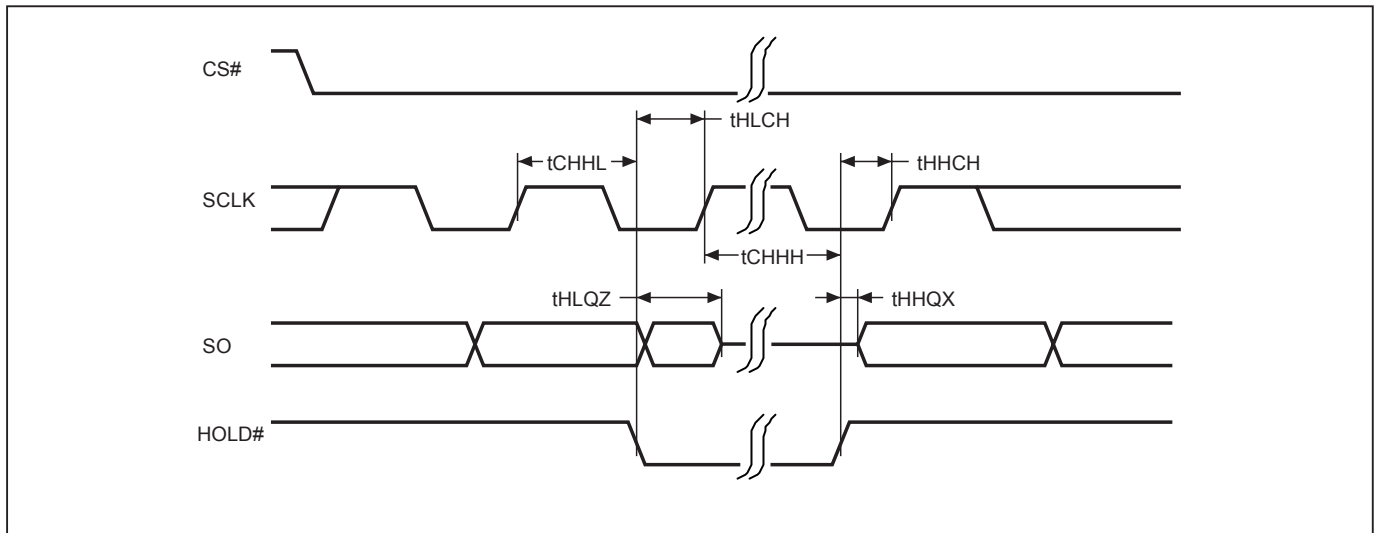 CS#
tHLCH
tCHHL
tHHCH
SCLK
tCHHH
tHLQZ
tHHQX
SO
HOLD#